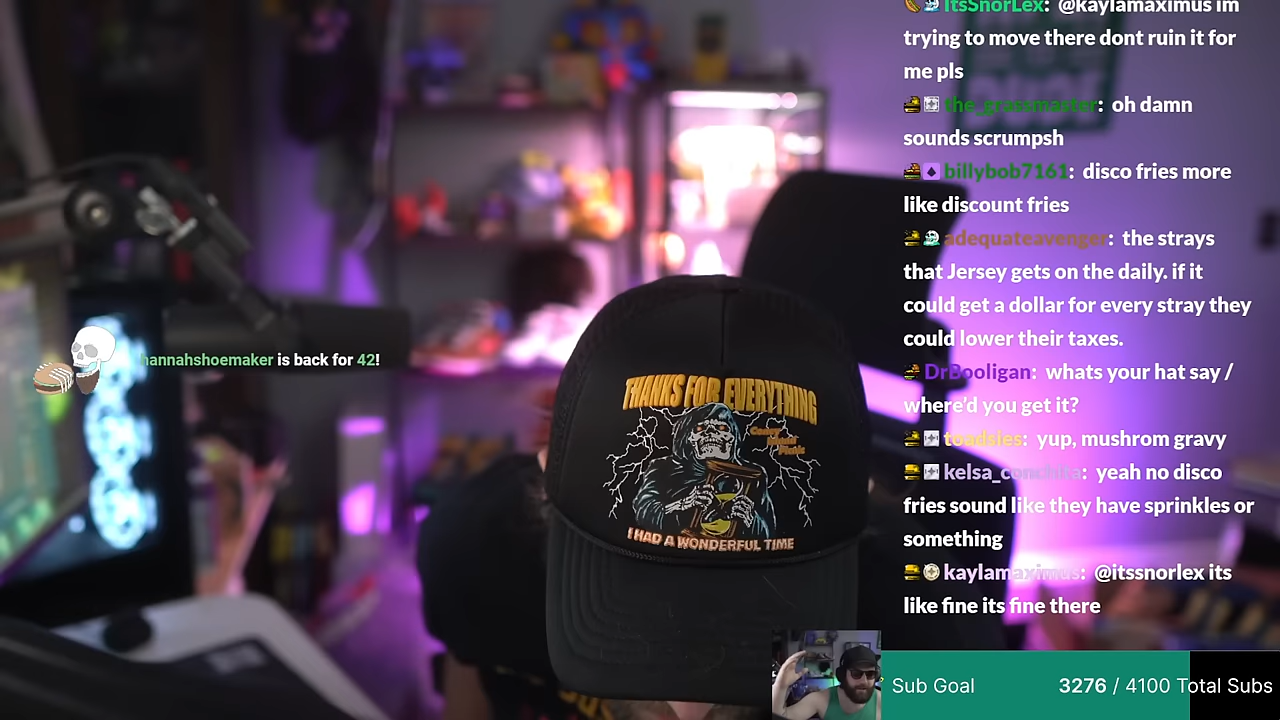 ItsSnorLex: @kaylamaximus im
trying to move there dont ruin it for
me pls
the_grassmaster: oh damn
sounds scrumpsh
billybob7161: disco fries more
like discount fries
adequateavenger: the strays
that Jersey gets on the daily. if it
could get a dollar for every stray they
could lower their taxes.
DrBooligan: whats your hat say /
where'd you get it?
toadsies: yup, mushrom gravy
kelsa_conchita: yeah no disco
fries sound like they have sprinkles or
something
kaylamaximus: @itssnorlex its
like fine its fine there
hannahshoemaker is back for 42!
THANKS FOR EVERYTHING
I HAD A WONDERFUL TIME
Sub Goal 3276 / 4100 Total Subs